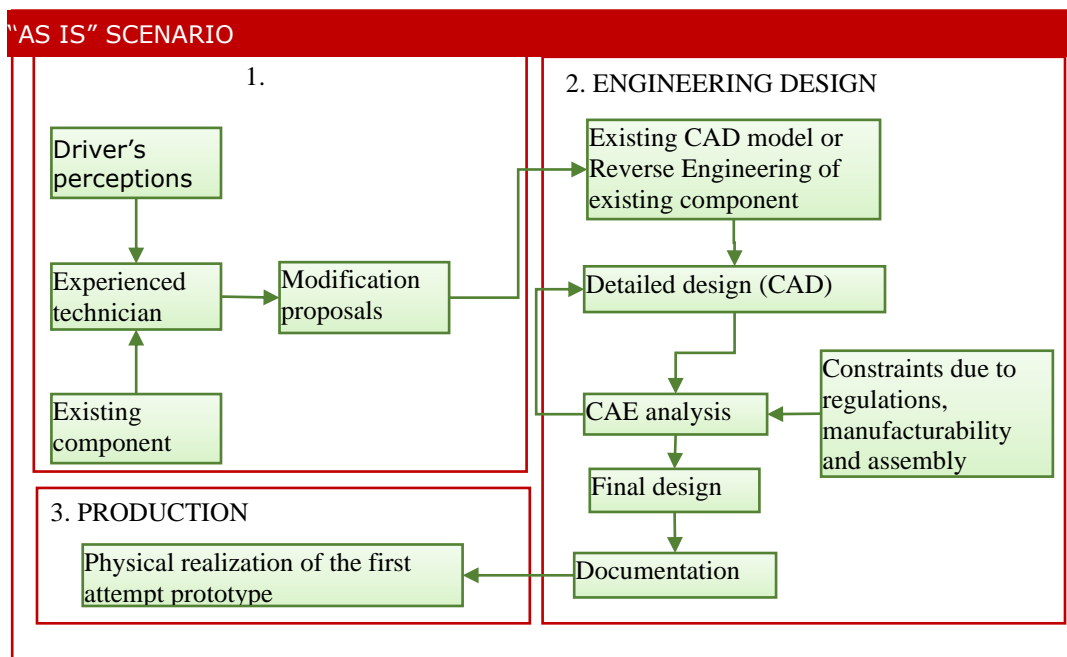 “AS IS” SCENARIO
1.
Driver’s
perceptions
Experienced
technician
Existing
component
Modification
proposals
2. ENGINEERING DESIGN
Existing CAD model or
Reverse Engineering of
existing component
Detailed design (CAD)
CAE analysis
Constraints due to
regulations,
manufacturability
and assembly
Final design
Documentation
3. PRODUCTION
Physical realization of the first
attempt prototype